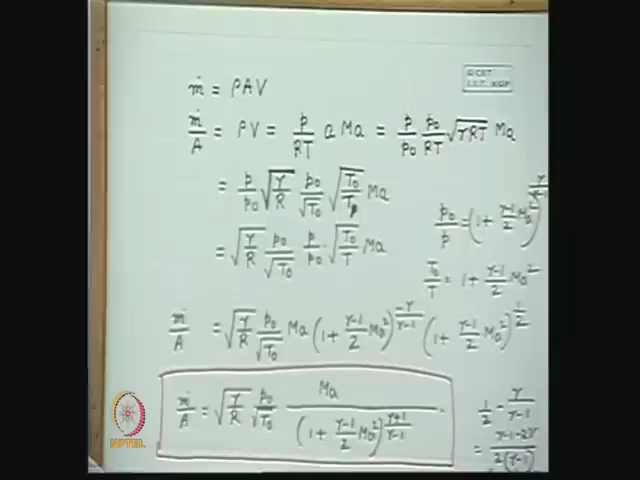 O.CET
I.I.T. KGP
ṁ = ρAV
ṁ/A = ρV = p/RT a Ma = p/p₀ p₀/RT √(γRT) Ma
= p/p₀ √(γ/R) p₀/√T₀ √(T₀/T) Ma
= √(γ/R) p₀/√T₀ p/p₀ √(T₀/T) Ma
p₀/p = (1 + (γ-1)/2 Ma²)^(γ/(γ-1))
T₀/T = 1 + (γ-1)/2 Ma²
ṁ/A = √(γ/R) p₀/√T₀ Ma (1 + (γ-1)/2 Ma²)^(-γ/(γ-1)) (1 + (γ-1)/2 Ma²)^(1/2)
ṁ/A = √(γ/R) p₀/√T₀ Ma/(1 + (γ-1)/2 Ma²)^((γ+1)/(γ-1)).
1/2 - γ/(γ-1)
= (γ-1-2γ)/(2(γ-1))
NPTEL